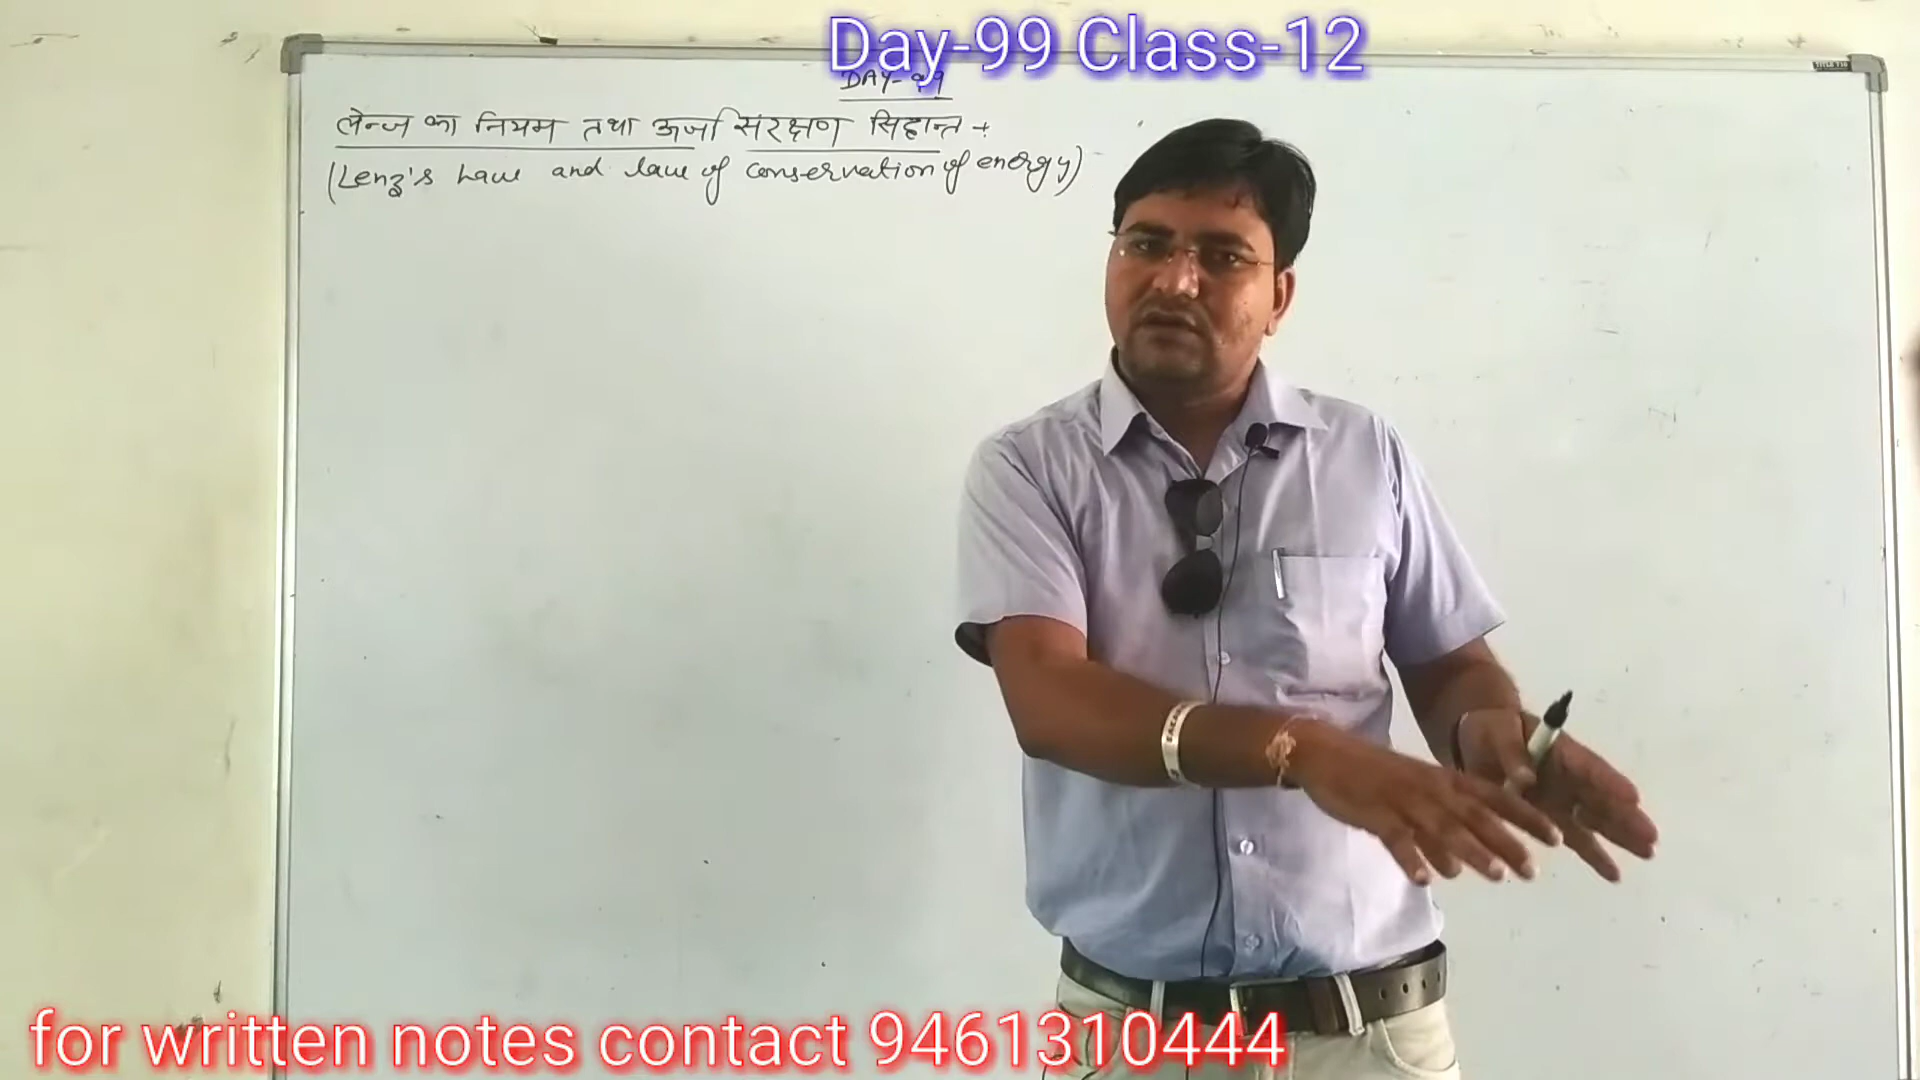 Day-99 Class-12
DAY-99
लेन्ज का नियम तथा ऊर्जा संरक्षण सिद्धान्त :-
(Lenz's Law and law of conservation of energy)
for written notes contact 9461310444